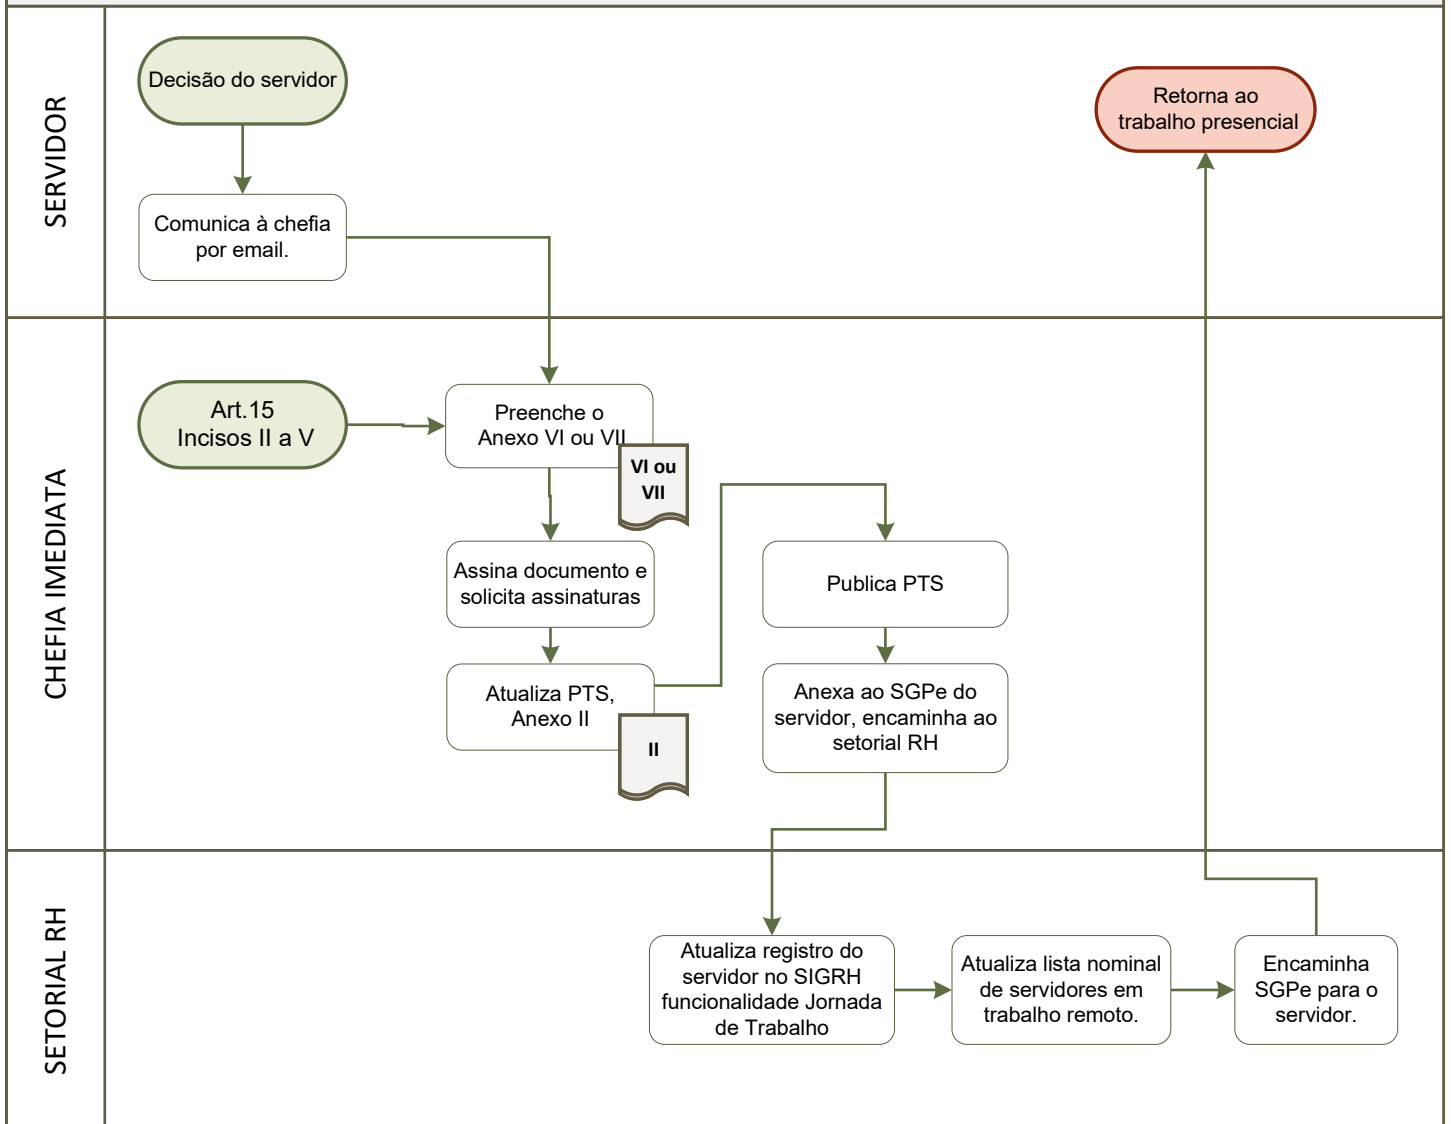 SERVIDOR
Decisão do servidor
Comunica à chefia
por email.
Retorna ao
trabalho presencial
CHEFIA IMEDIATA
Art.15
Incisos II a V
Preenche o
Anexo VI ou VII
VI ou
VII
Assina documento e
solicita assinaturas
Atualiza PTS,
Anexo II
II
Publica PTS
Anexa ao SGPe do
servidor, encaminha ao
setorial RH
SETORIAL RH
Atualiza registro do
servidor no SIGRH
funcionalidade Jornada
de Trabalho
Atualiza lista nominal
de servidores em
trabalho remoto.
Encaminha
SGPe para o
servidor.